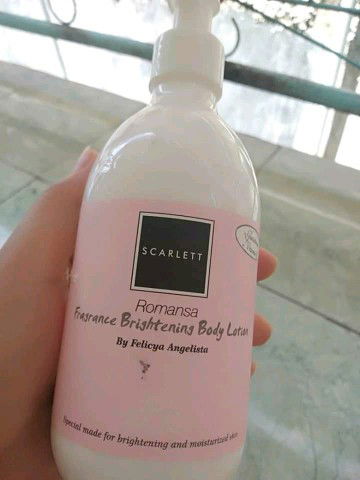 SCARLETT
Romansa
Fragrance Brightening Body Lotion
By Felicya Angelista
Special made for brightening and moisturized skin